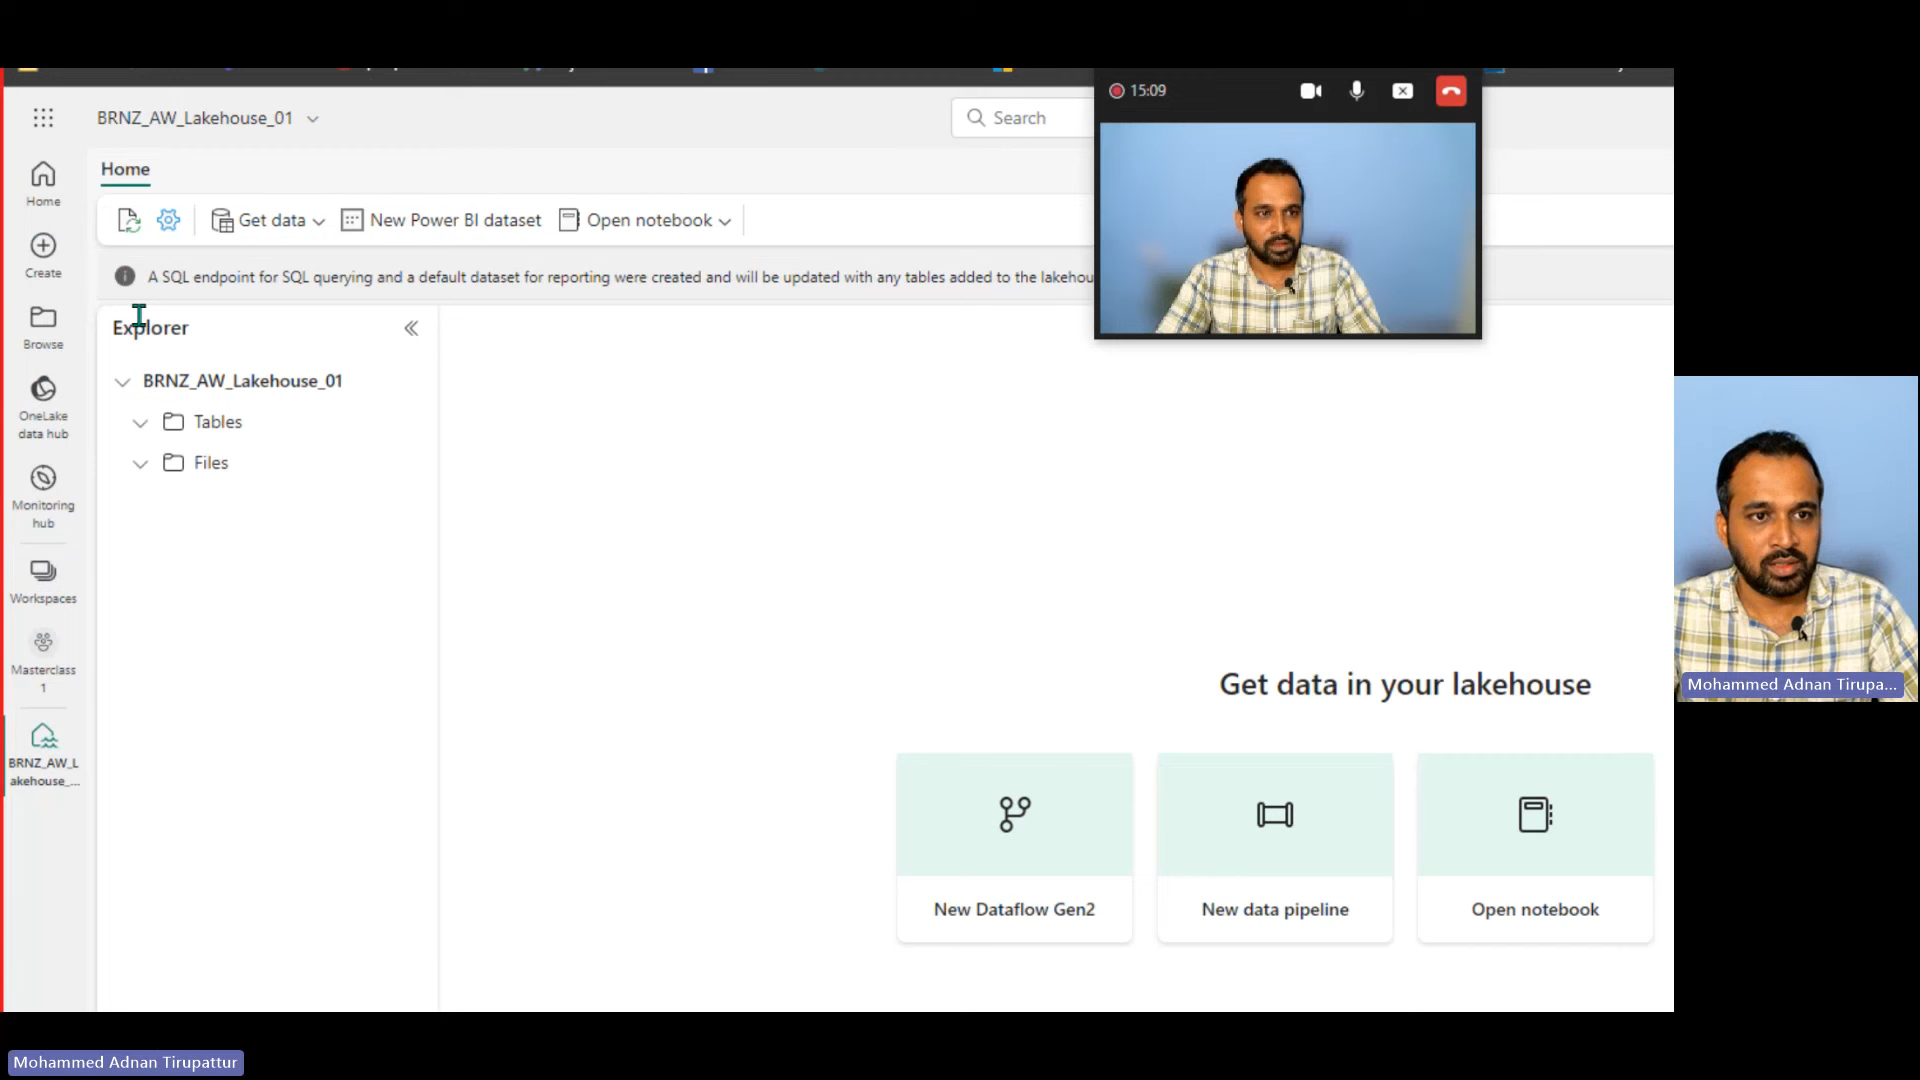 BRNZ_AW_Lakehouse_01
Search
15:09
Home
Home
Create
Browse
OneLake
data hub
Monitoring
hub
Workspaces
Masterclass
1
BRNZ_AW_L
akehouse_...
Get data
New Power BI dataset
Open notebook
A SQL endpoint for SQL querying and a default dataset for reporting were created and will be updated with any tables added to the lakehou
Explorer
BRNZ_AW_Lakehouse_01
Tables
Files
Get data in your lakehouse
New Dataflow Gen2
New data pipeline
Open notebook
Mohammed Adnan Tirupa...
Mohammed Adnan Tirupattur